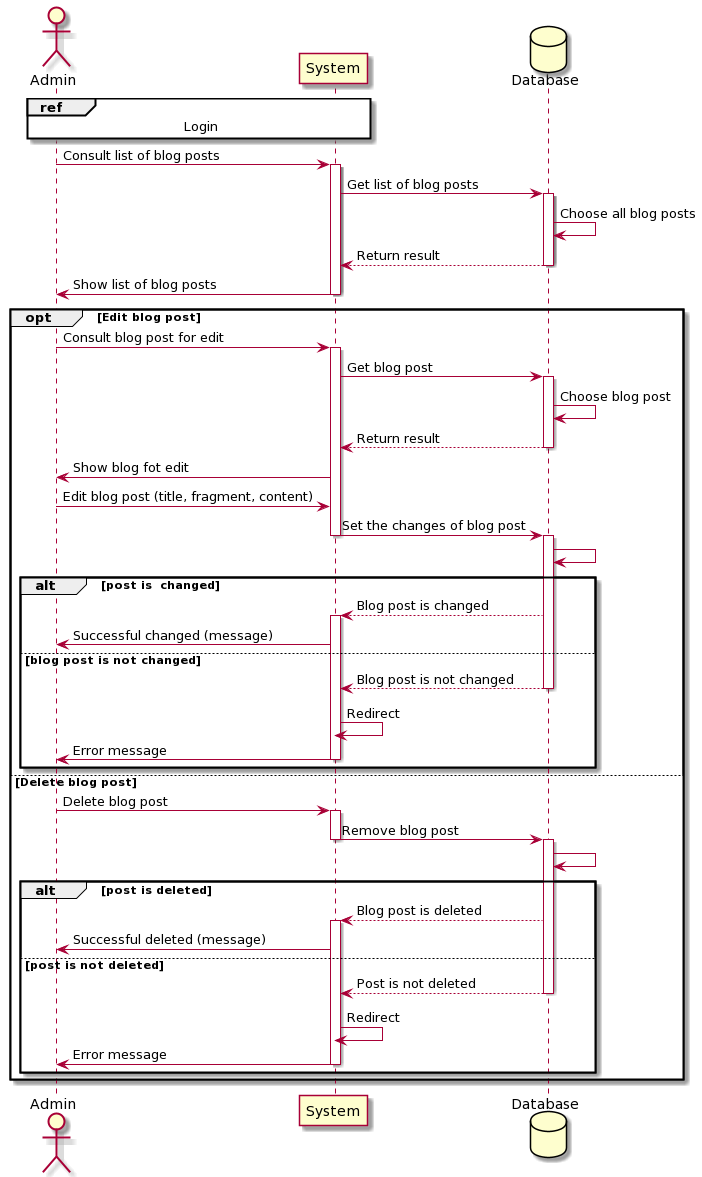 Admin
System
Database
ref
Login
Consult list of blog posts
Get list of blog posts
Choose all blog posts
Return result
Show list of blog posts
opt [Edit blog post]
Consult blog post for edit
Get blog post
Choose blog post
Return result
Show blog fot edit
Edit blog post (title, fragment, content)
Set the changes of blog post
alt [post is  changed]
Blog post is changed
Successful changed (message)
[blog post is not changed]
Blog post is not changed
Redirect
Error message
[Delete blog post]
Delete blog post
Remove blog post
alt [post is deleted]
Blog post is deleted
Successful deleted (message)
[post is not deleted]
Post is not deleted
Redirect
Error message
Admin
System
Database